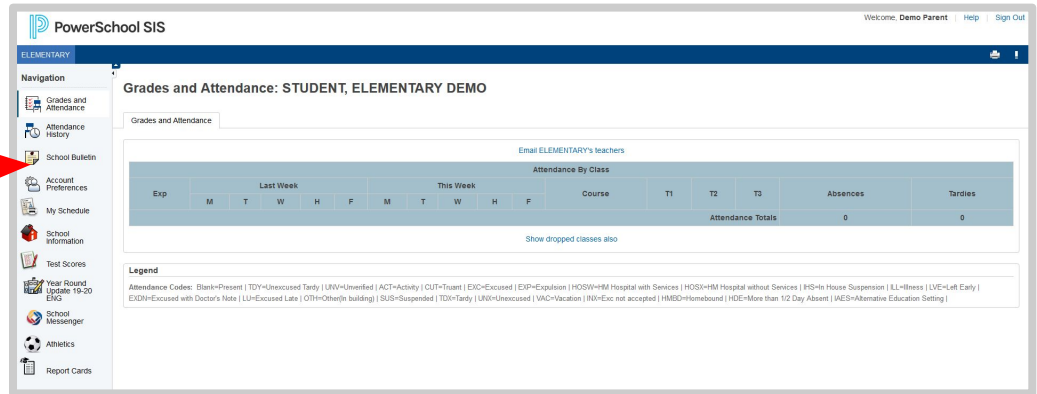 PowerSchool SIS
Welcome, Demo Parent | Help | Sign Out
ELEMENTARY
Navigation
Grades and
Attendance
Attendance
History
School Bulletin
Account
Preferences
My Schedule
School
Information
Test Scores
Year Round
Update 19-20
ENG
School
Messenger
Athletics
Report Cards
Grades and Attendance: STUDENT, ELEMENTARY DEMO
Grades and Attendance
Email ELEMENTARY's teachers
Attendance By Class
Exp Last Week This Week Course T1 T2 T3 Absences Tardies
M T W H F M T W H F
Attendance Totals 0 0
Show dropped classes also
Legend
Attendance Codes: Blank=Present | TDY=Unexcused Tardy | UNV=Unverified | ACT=Activity | CUT=Truant | EXC=Excused | EXP=Expulsion | HOSW=HM Hospital with Services | HOSX=HM Hospital without Services | IHS=In House Suspension | ILL=Illness | LVE=Left Early |
EXDN=Excused with Doctor's Note | LU=Excused Late | OTH=Other(In building) | SUS=Suspended | TDX=Tardy | UNX=Unexcused | VAC=Vacation | INX=Exc not accepted | HMBD=Homebound | HDE=More than 1/2 Day Absent | IAES=Alternative Education Setting |